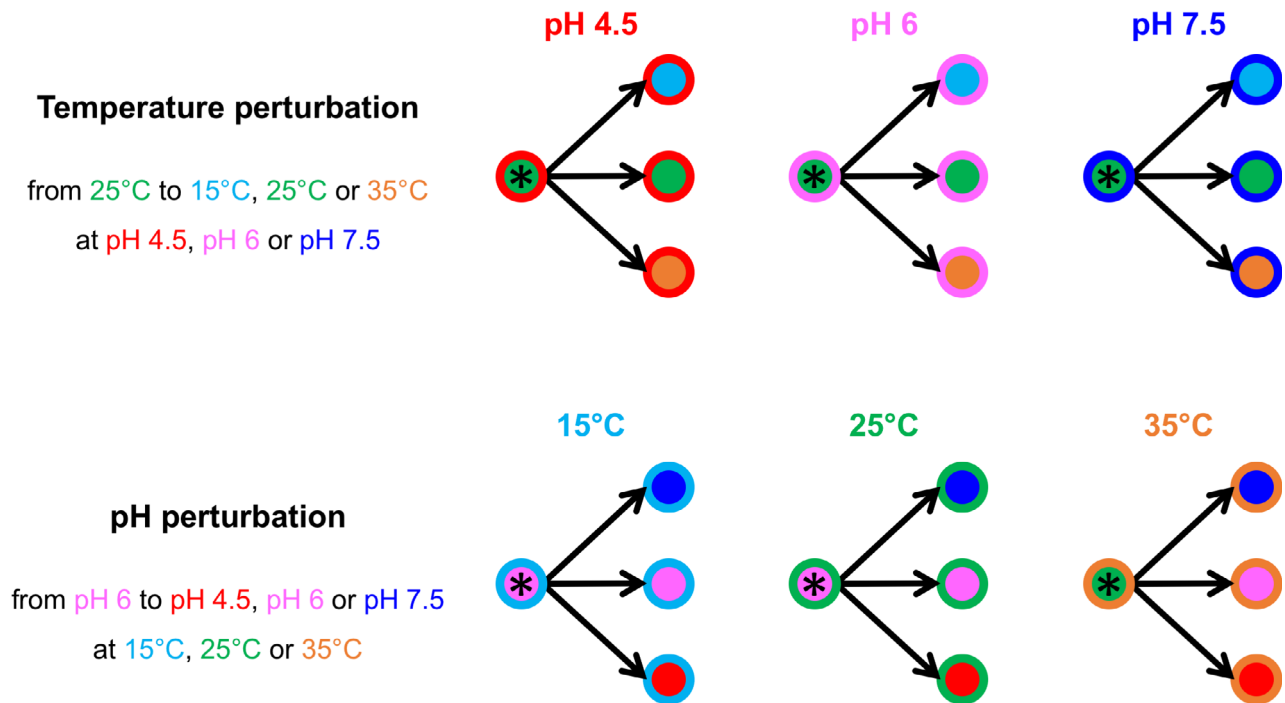 pH 4.5
pH 6
pH 7.5
Temperature perturbation
from 25°C to 15°C, 25°C or 35°C
at pH 4.5, pH 6 or pH 7.5
*
*
*
15°C
25°C
35°C
pH perturbation
from pH 6 to pH 4.5, pH 6 or pH 7.5
at 15°C, 25°C or 35°C
*
*
*